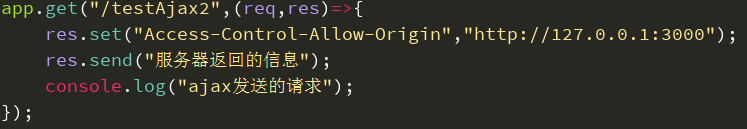 app.get("/testAjax2",(req,res)=>{
    res.set("Access-Control-Allow-Origin","http://127.0.0.1:3000");
    res.send("服务器返回的信息");
    console.log("ajax发送的请求");
});